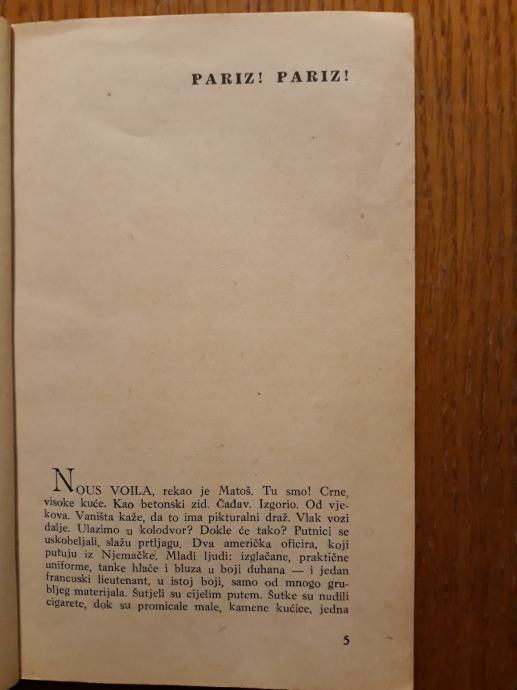 PARIZ! PARIZ!
NOUS VOILA, rekao je Matoš. Tu smo! Crne,
visoke kuće. Kao betonski zid. Čađav. Izgorio. Od vje-
kova. Vaništa kaže, da to ima pikturalni draž. Vlak vozi
dalje. Ulazimo u kolodvor? Dokle će tako? Putnici se
uskobeljali, slažu prtljagu, Dva američka oficira, koji
putuju iz Njemačke. Mladi ljudi: izglačane, praktične
uniforme, tanke hlače i bluza u boji duhana — i jedan
francuski lieutenant, u istoj boji, samo od mnogo gru-
bljeg materijala. Šutjeli su cijelim putem. Šutke su nudili
cigarete, dok su promicale male, kamene kućice, jedna
5